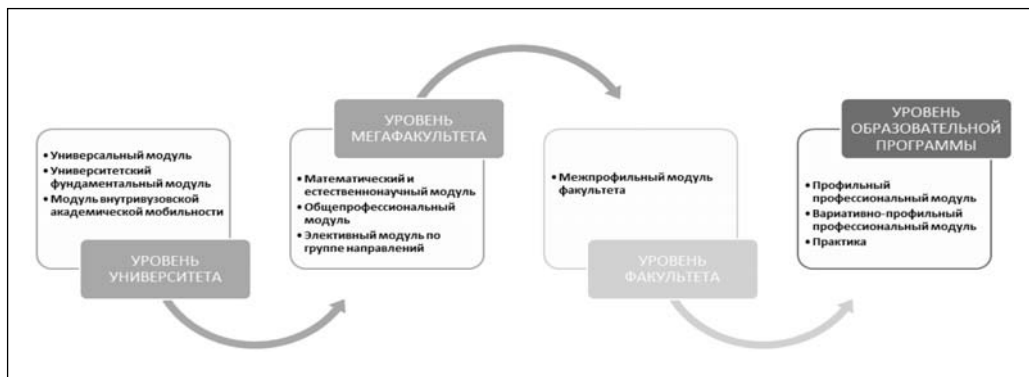 • Универсальный модуль
• Университетский
фундаментальный модуль
• Модуль внутривузовской
академической мобильности
УРОВЕНЬ
УНИВЕРСИТЕТА
УРОВЕНЬ
МЕГАФАКУЛЬТЕТА
• Математический и
естественнонаучный модуль
• Общепрофессиональный
модуль
• Элективный модуль по
группе направлений
• Межпрофильный модуль
факультета
УРОВЕНЬ
ФАКУЛЬТЕТА
УРОВЕНЬ
ОБРАЗОВАТЕЛЬНОЙ
ПРОГРАММЫ
• Профильный
профессиональный модуль
• Вариативно-профильный
профессиональный модуль
• Практика